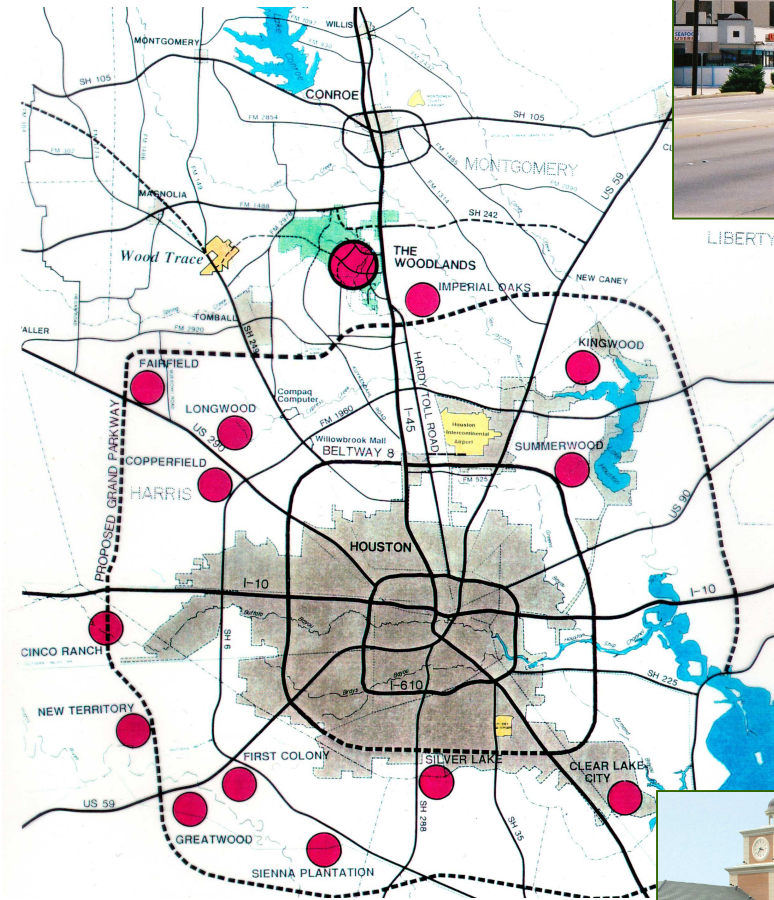 WILLIS
MONTGOMERY
SH 105
CONROE
SH 105
FM 2854
MONTGOMERY
US 59
MAGNOLIA
FM 1488
SH 242
LIBERTY
Wood Trace
THE
WOODLANDS
NEW CANEY
IMPERIAL OAKS
TOMBALL
FM 2920
SH 249
KINGWOOD
FAIRFIELD
HARDY TOLL ROAD
Compaq
Computer
LONGWOOD
FM 1960
I-45
Houston
Intercontinental
Airport
US 290
Willowbrook Mall
BELTWAY 8
SUMMERWOOD
COPPERFIELD
FM 525
HARRIS
US 90
PROPOSED GRAND PARKWAY
HOUSTON
I-10
I-10
Buffalo
Bayou
SH 6
CINCO RANCH
SH 225
I-610
NEW TERRITORY
FIRST COLONY
SILVER LAKE
CLEAR LAKE
CITY
US 59
SH 288
SH 35
GREATWOOD
SIENNA PLANTATION